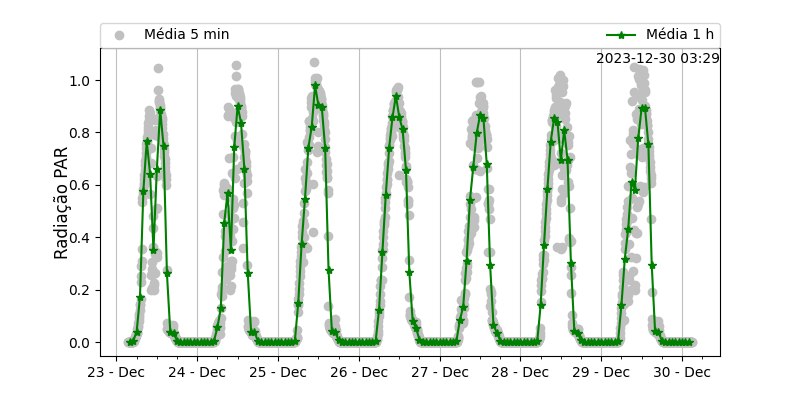 Média 5 min
Média 1 h
2023-12-30 03:29
Radiação PAR
1.0
0.8
0.6
0.4
0.2
0.0
23 - Dec
24 - Dec
25 - Dec
26 - Dec
27 - Dec
28 - Dec
29 - Dec
30 - Dec